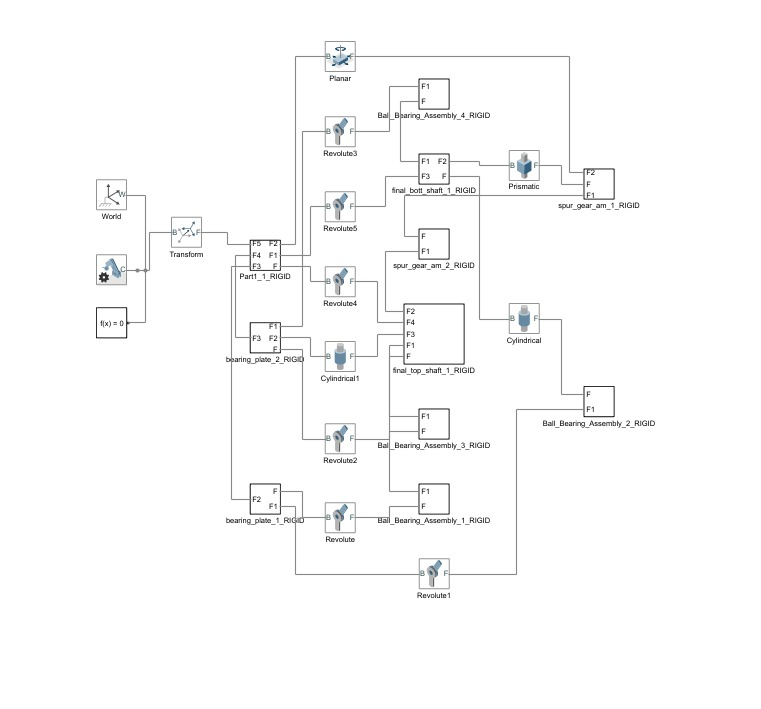 B F
Planar
F1
F
Ball_Bearing_Assembly_4_RIGID
B F
Revolute3
F1 F2
F3 F
final_bott_shaft_1_RIGID
B F
Prismatic
F2
F
F1
spur_gear_am_1_RIGID
W
World
B F
Revolute5
B F
Transform
F
F1
spur_gear_am_2_RIGID
C
F5 F2
F4 F1
F3 F
Part1_1_RIGID
B F
Revolute4
f(x) = 0
F2
F4
F3
F1
F
final_top_shaft_1_RIGID
B F
Cylindrical
F1
F3 F2
F
bearing_plate_2_RIGID
B F
Cylindrical1
F
F1
Ball_Bearing_Assembly_2_RIGID
F1
F
Ball_Bearing_Assembly_3_RIGID
B F
Revolute2
F
F2
F1
bearing_plate_1_RIGID
B F
Revolute
F1
F
Ball_Bearing_Assembly_1_RIGID
B F
Revolute1